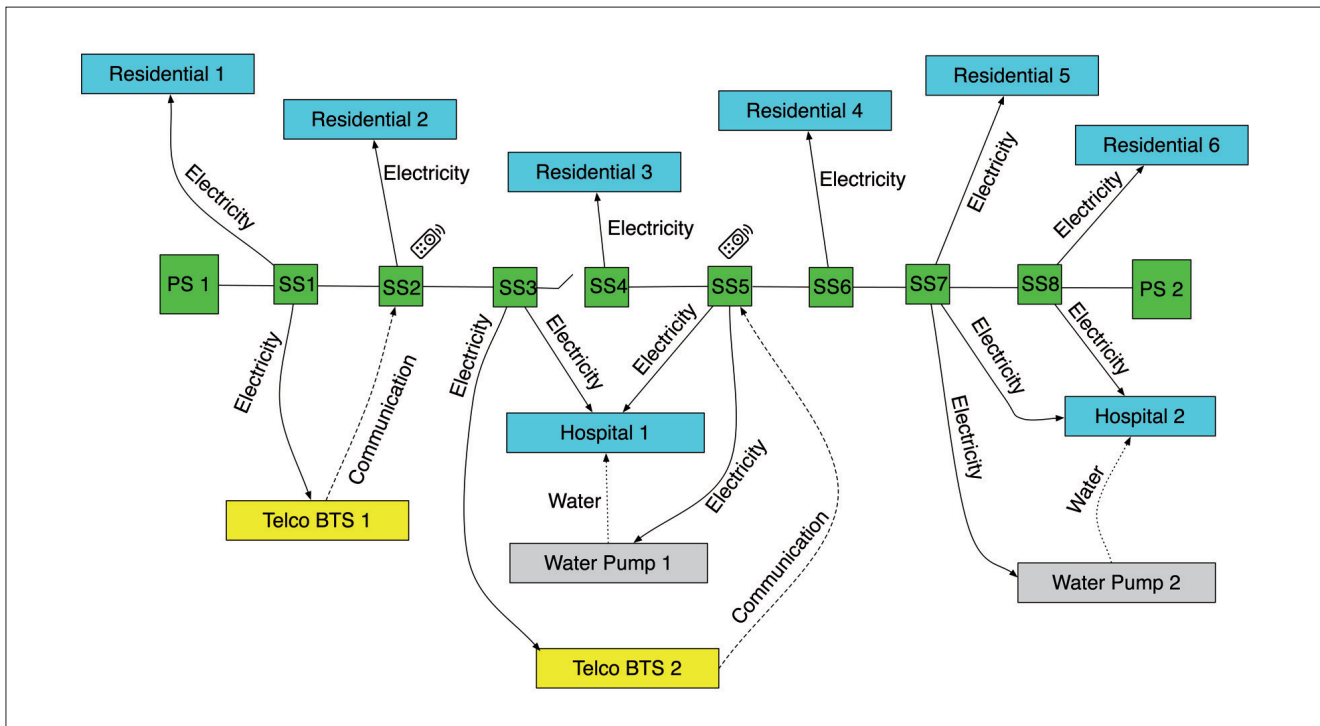 Residential 1
Residential 2
Residential 3
Residential 4
Residential 5
Residential 6
Electricity
Electricity
Electricity
Electricity
Electricity
Electricity
PS 1
SS1
SS2
SS3
SS4
SS5
SS6
SS7
SS8
PS 2
Electricity
Communication
Electricity
Electricity
Electricity
Electricity
Electricity
Electricity
Electricity
Hospital 1
Hospital 2
Water
Electricity
Water
Telco BTS 1
Water Pump 1
Communication
Water Pump 2
Telco BTS 2